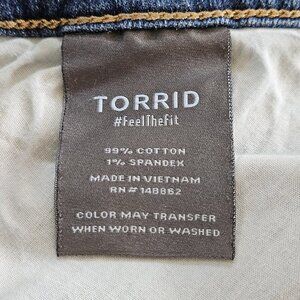 TORRID
#FeelTheFit
99% COTTON
1% SPANDEX
MADE IN VIETNAM
RN# 148862
COLOR MAY TRANSFER
WHEN WORN OR WASHED